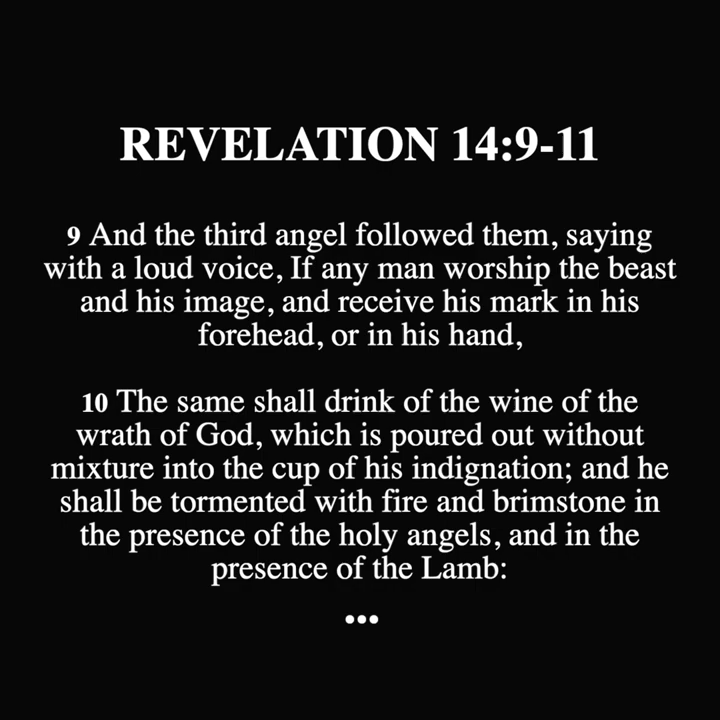 REVELATION 14:9-11
9 And the third angel followed them, saying
with a loud voice, If any man worship the beast
and his image, and receive his mark in his
forehead, or in his hand,
10 The same shall drink of the wine of the
wrath of God, which is poured out without
mixture into the cup of his indignation; and he
shall be tormented with fire and brimstone in
the presence of the holy angels, and in the
presence of the Lamb:
...